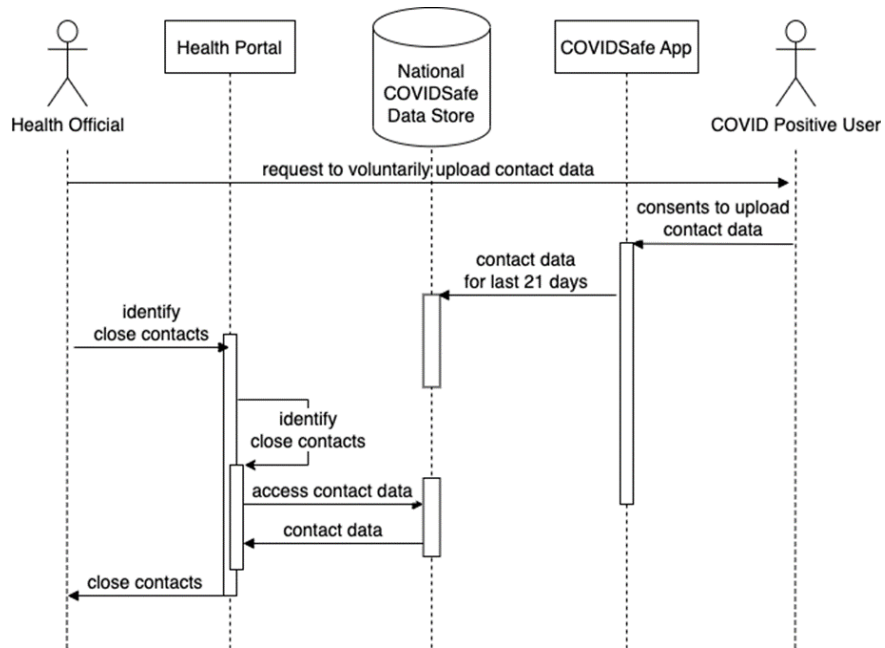 Health Portal
National
COVIDSafe
Data Store
COVIDSafe App
Health Official
COVID Positive User
request to voluntarily upload contact data
consents to upload
contact data
contact data
for last 21 days
identify
close contacts
identify
close contacts
access contact data
contact data
close contacts